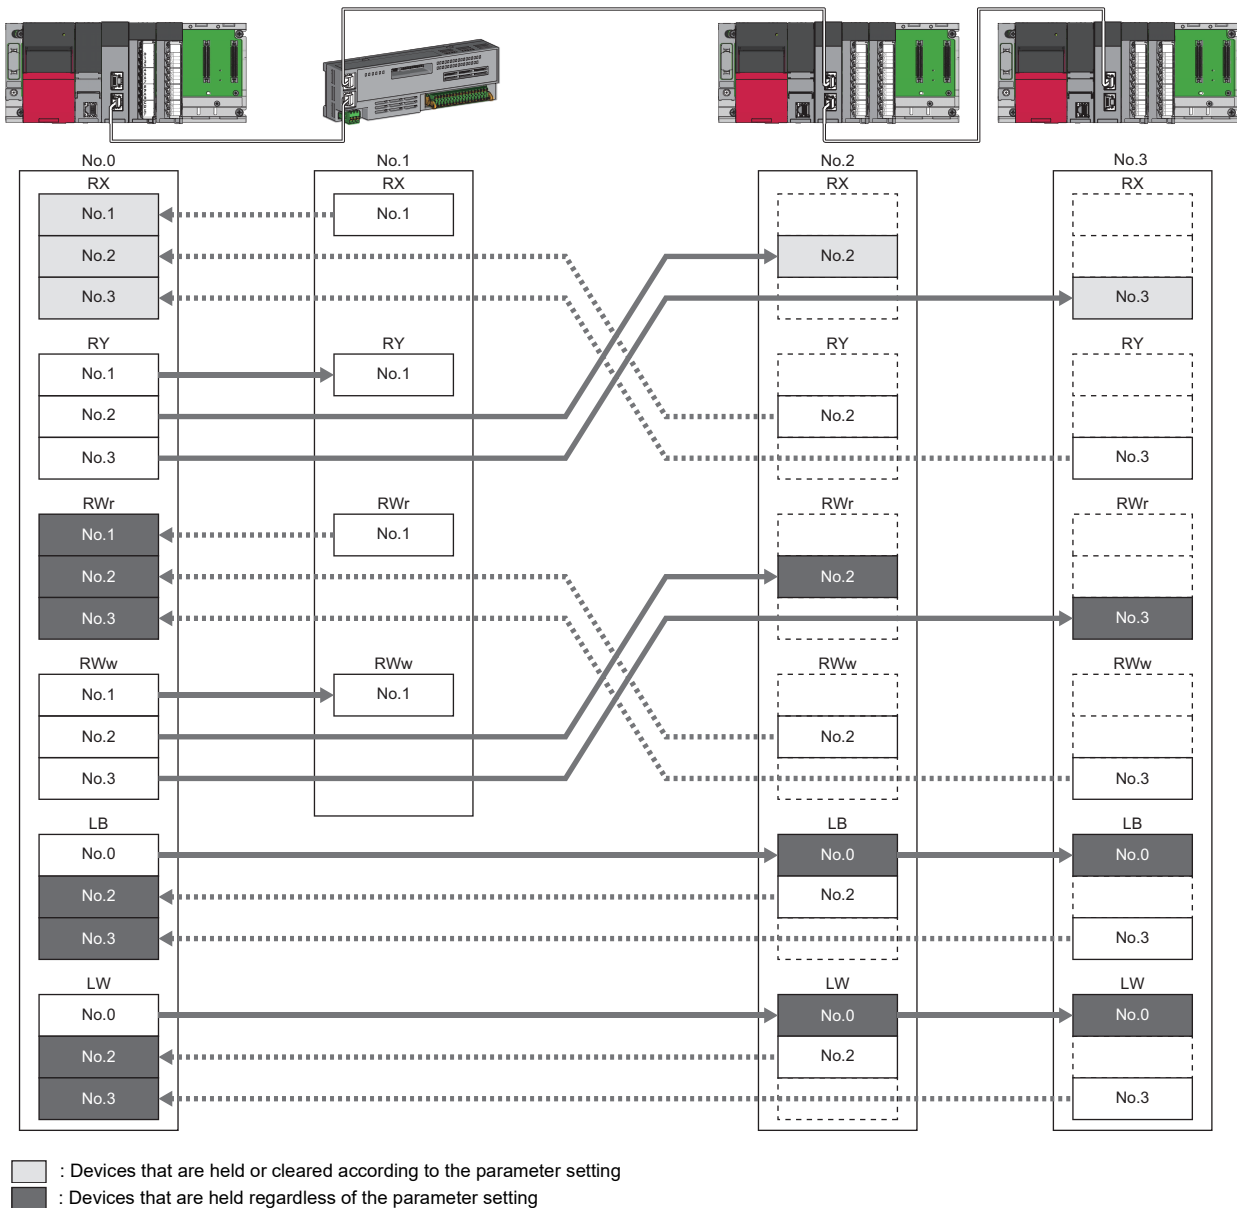 No.0 No.1 No.2 No.3
RX RX RX RX
No.1 No.1
No.2 No.2
No.3 No.3
RY RY RY RY
No.1 No.1
No.2 No.2
No.3 No.3
RWr RWr RWr RWr
No.1 No.1
No.2 No.2
No.3 No.3
RWw RWw RWw RWw
No.1 No.1
No.2 No.2
No.3 No.3
LB LB LB
No.0 No.0 No.0
No.2 No.2
No.3 No.3
LW LW LW
No.0 No.0 No.0
No.2 No.2
No.3 No.3
: Devices that are held or cleared according to the parameter setting
: Devices that are held regardless of the parameter setting